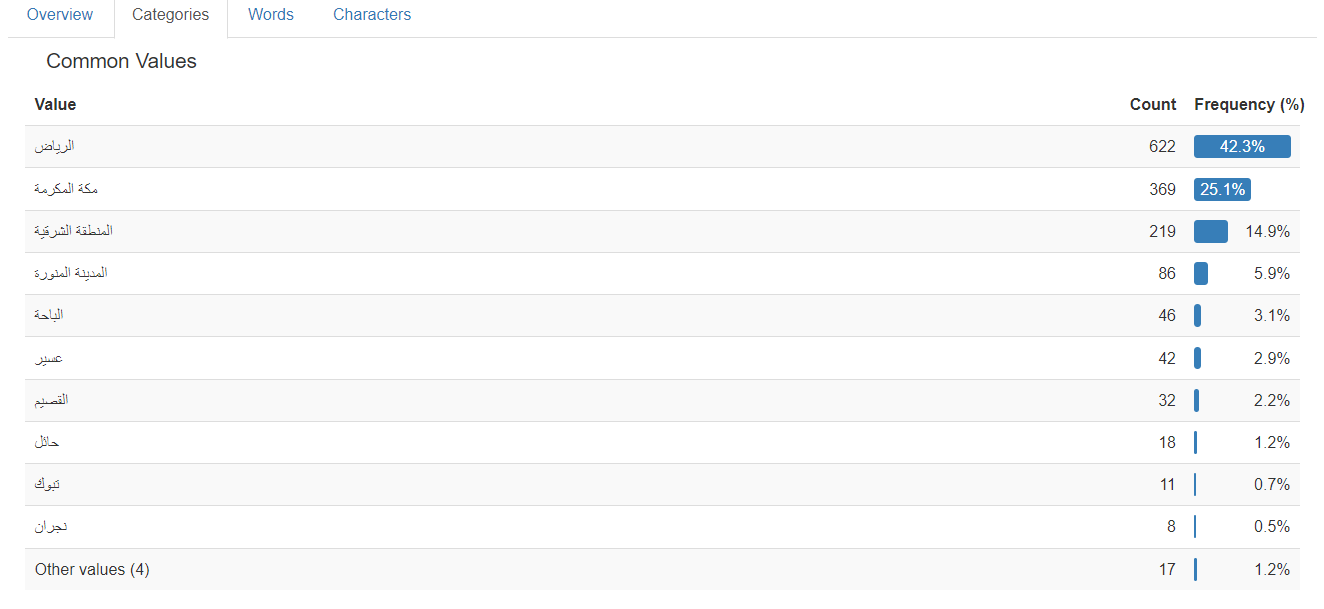 Overview Categories Words Characters
Common Values
Value Count Frequency (%)
الرياض 622 42.3%
مكة المكرمة 369 25.1%
المنطقة الشرقية 219 14.9%
المدينة المنورة 86 5.9%
الباحة 46 3.1%
عسير 42 2.9%
القصيم 32 2.2%
حائل 18 1.2%
تبوك 11 0.7%
نجران 8 0.5%
Other values (4) 17 1.2%